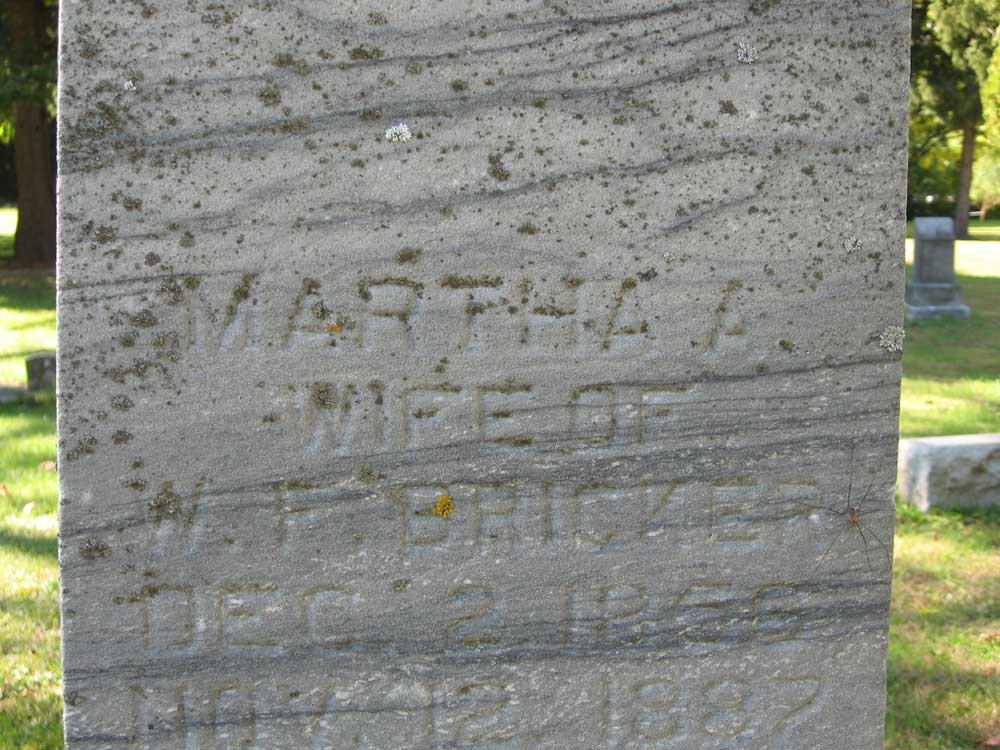 MARTHA A.
WIFE OF
W. F. BRICKER
DEC. 2,
NOV. 12, 1887